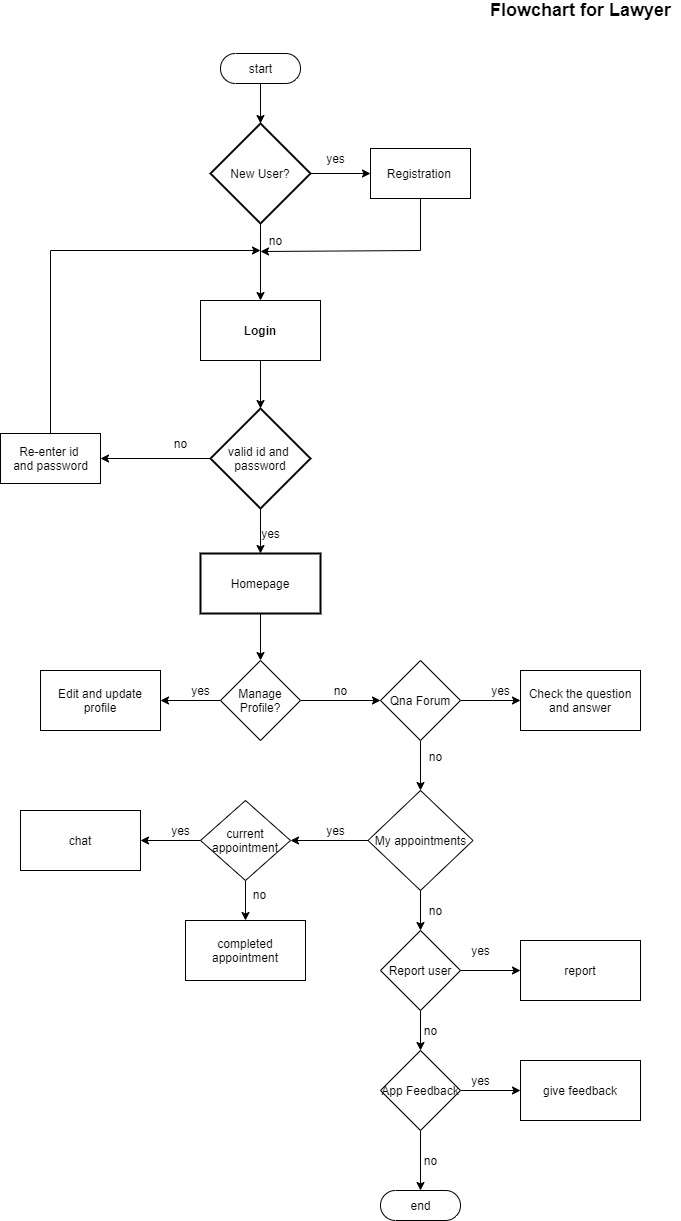 Flowchart for Lawyer
start
New User?
yes
Registration
no
Login
valid id and
password
no
Re-enter id
and password
yes
Homepage
Manage
Profile?
yes
Edit and update
profile
no
Qna Forum
yes
Check the question
and answer
no
My appointments
yes
current
appointment
yes
chat
no
completed
appointment
no
Report user
yes
report
no
App Feedback
yes
give feedback
no
end